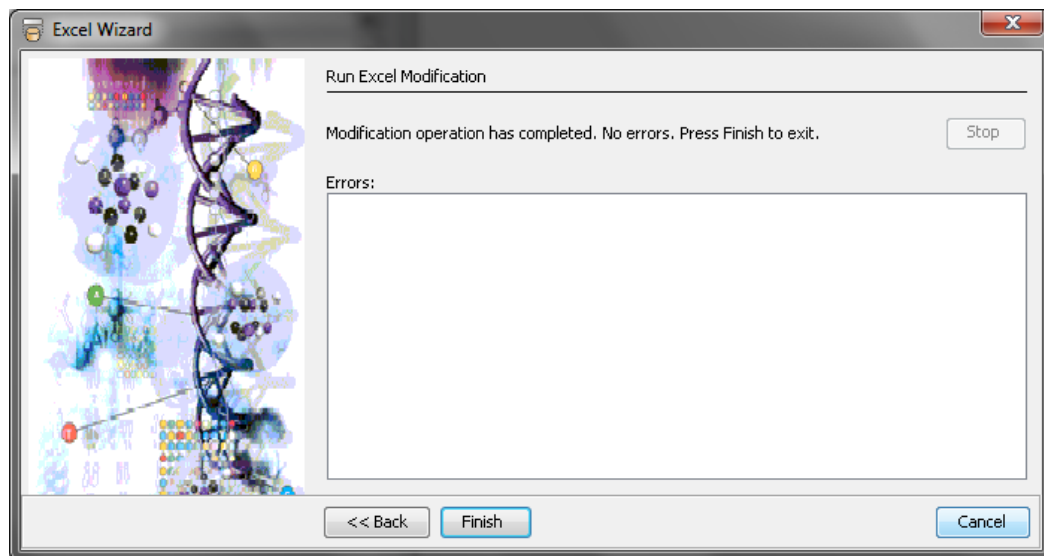 Excel Wizard
Run Excel Modification
Modification operation has completed. No errors. Press Finish to exit.
Stop
Errors:
<< Back
Finish
Cancel